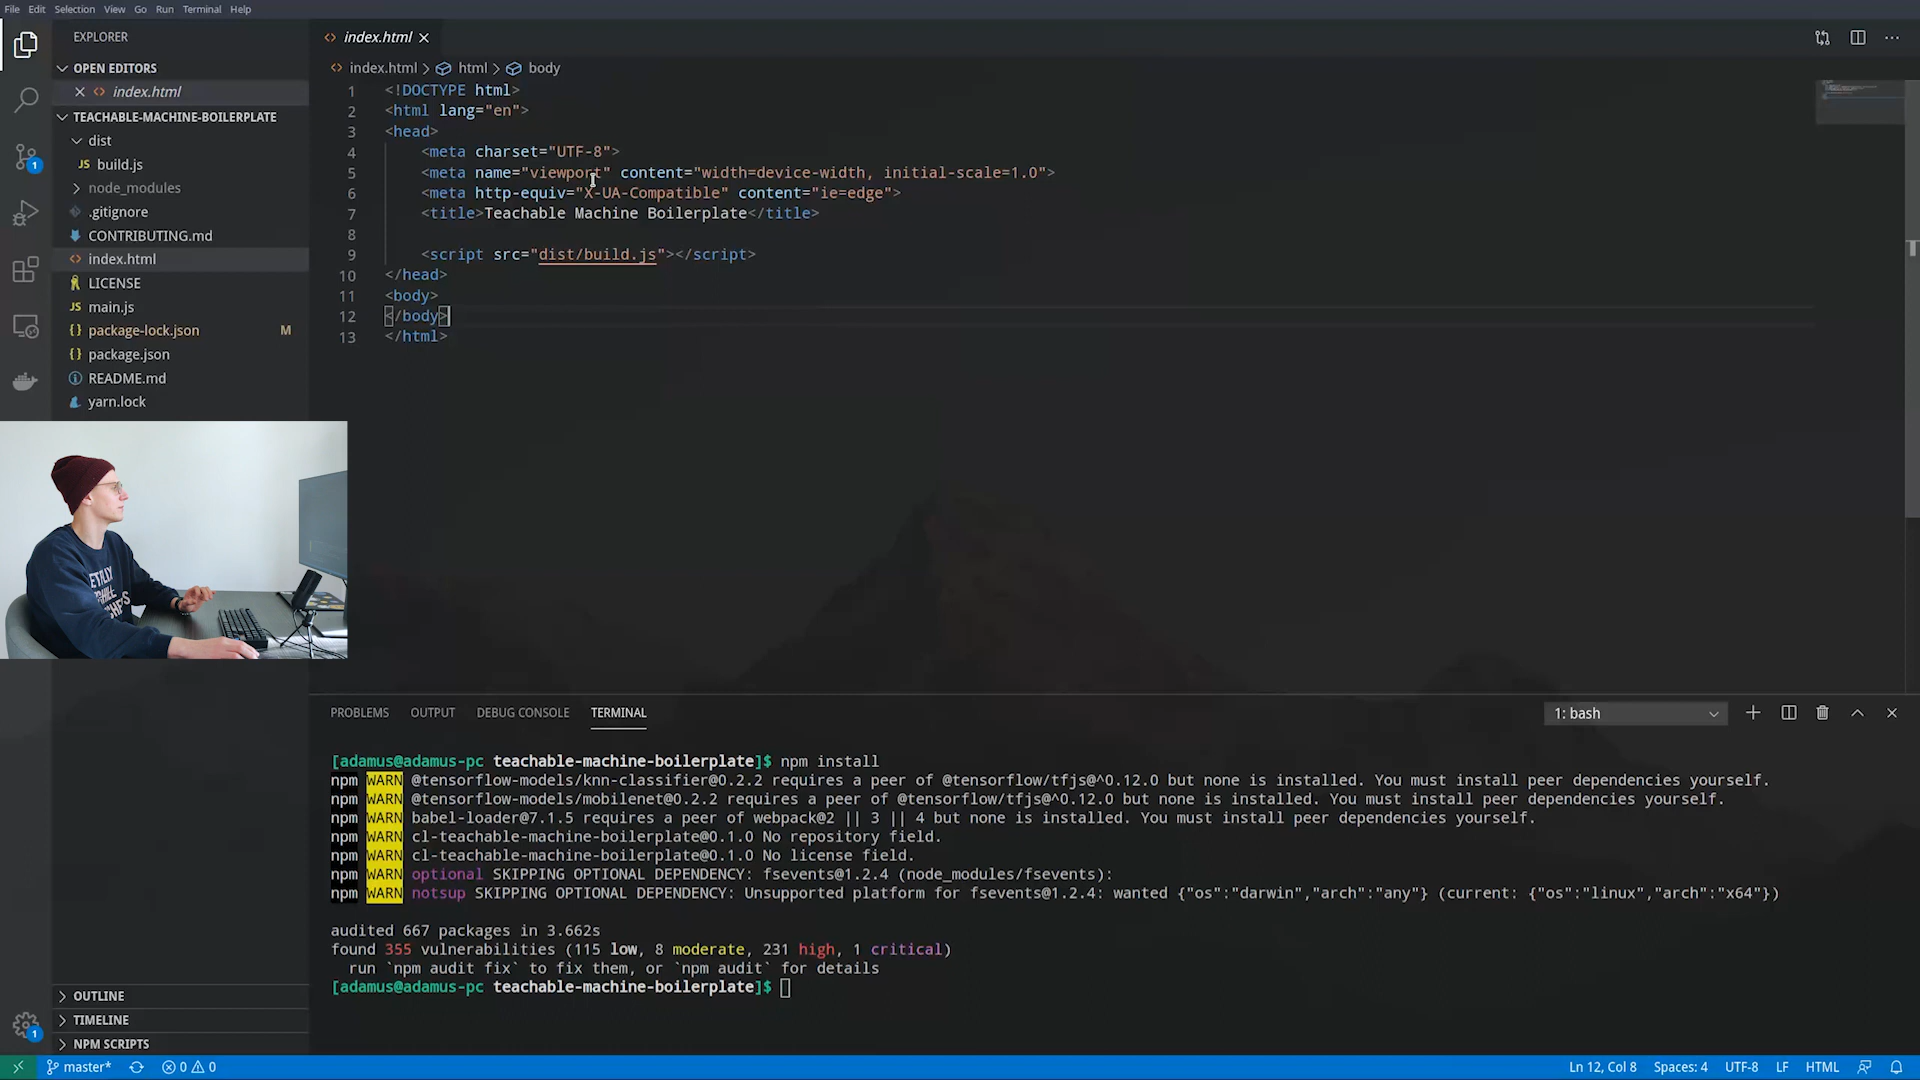 File Edit Selection View Go Run Terminal Help
EXPLORER
OPEN EDITORS
index.html
TEACHABLE-MACHINE-BOILERPLATE
dist
JS build.js
node_modules
.gitignore
CONTRIBUTING.md
index.html
LICENSE
JS main.js
{} package-lock.json M
{} package.json
README.md
yarn.lock
1
1
OUTLINE
TIMELINE
NPM SCRIPTS
index.html
index.html > html > body
1 <!DOCTYPE html>
2 <html lang="en">
3 <head>
4 <meta charset="UTF-8">
5 <meta name="viewport" content="width=device-width, initial-scale=1.0">
6 <meta http-equiv="X-UA-Compatible" content="ie=edge">
7 <title>Teachable Machine Boilerplate</title>
8
9 <script src="dist/build.js"></script>
10 </head>
11 <body>
12 </body>
13 </html>
PROBLEMS OUTPUT DEBUG CONSOLE TERMINAL
1: bash
[adamus@adamus-pc teachable-machine-boilerplate]$ npm install
npm WARN @tensorflow-models/knn-classifier@0.2.2 requires a peer of @tensorflow/tfjs@^0.12.0 but none is installed. You must install peer dependencies yourself.
npm WARN @tensorflow-models/mobilenet@0.2.2 requires a peer of @tensorflow/tfjs@^0.12.0 but none is installed. You must install peer dependencies yourself.
npm WARN babel-loader@7.1.5 requires a peer of webpack@2 || 3 || 4 but none is installed. You must install peer dependencies yourself.
npm WARN cl-teachable-machine-boilerplate@0.1.0 No repository field.
npm WARN cl-teachable-machine-boilerplate@0.1.0 No license field.
npm WARN optional SKIPPING OPTIONAL DEPENDENCY: fsevents@1.2.4 (node_modules/fsevents):
npm WARN notsup SKIPPING OPTIONAL DEPENDENCY: Unsupported platform for fsevents@1.2.4: wanted {"os":"darwin","arch":"any"} (current: {"os":"linux","arch":"x64"})
audited 667 packages in 3.662s
found 355 vulnerabilities (115 low, 8 moderate, 231 high, 1 critical)
run `npm audit fix` to fix them, or `npm audit` for details
[adamus@adamus-pc teachable-machine-boilerplate]$
master* 0 0
Ln 12, Col 8 Spaces: 4 UTF-8 LF HTML